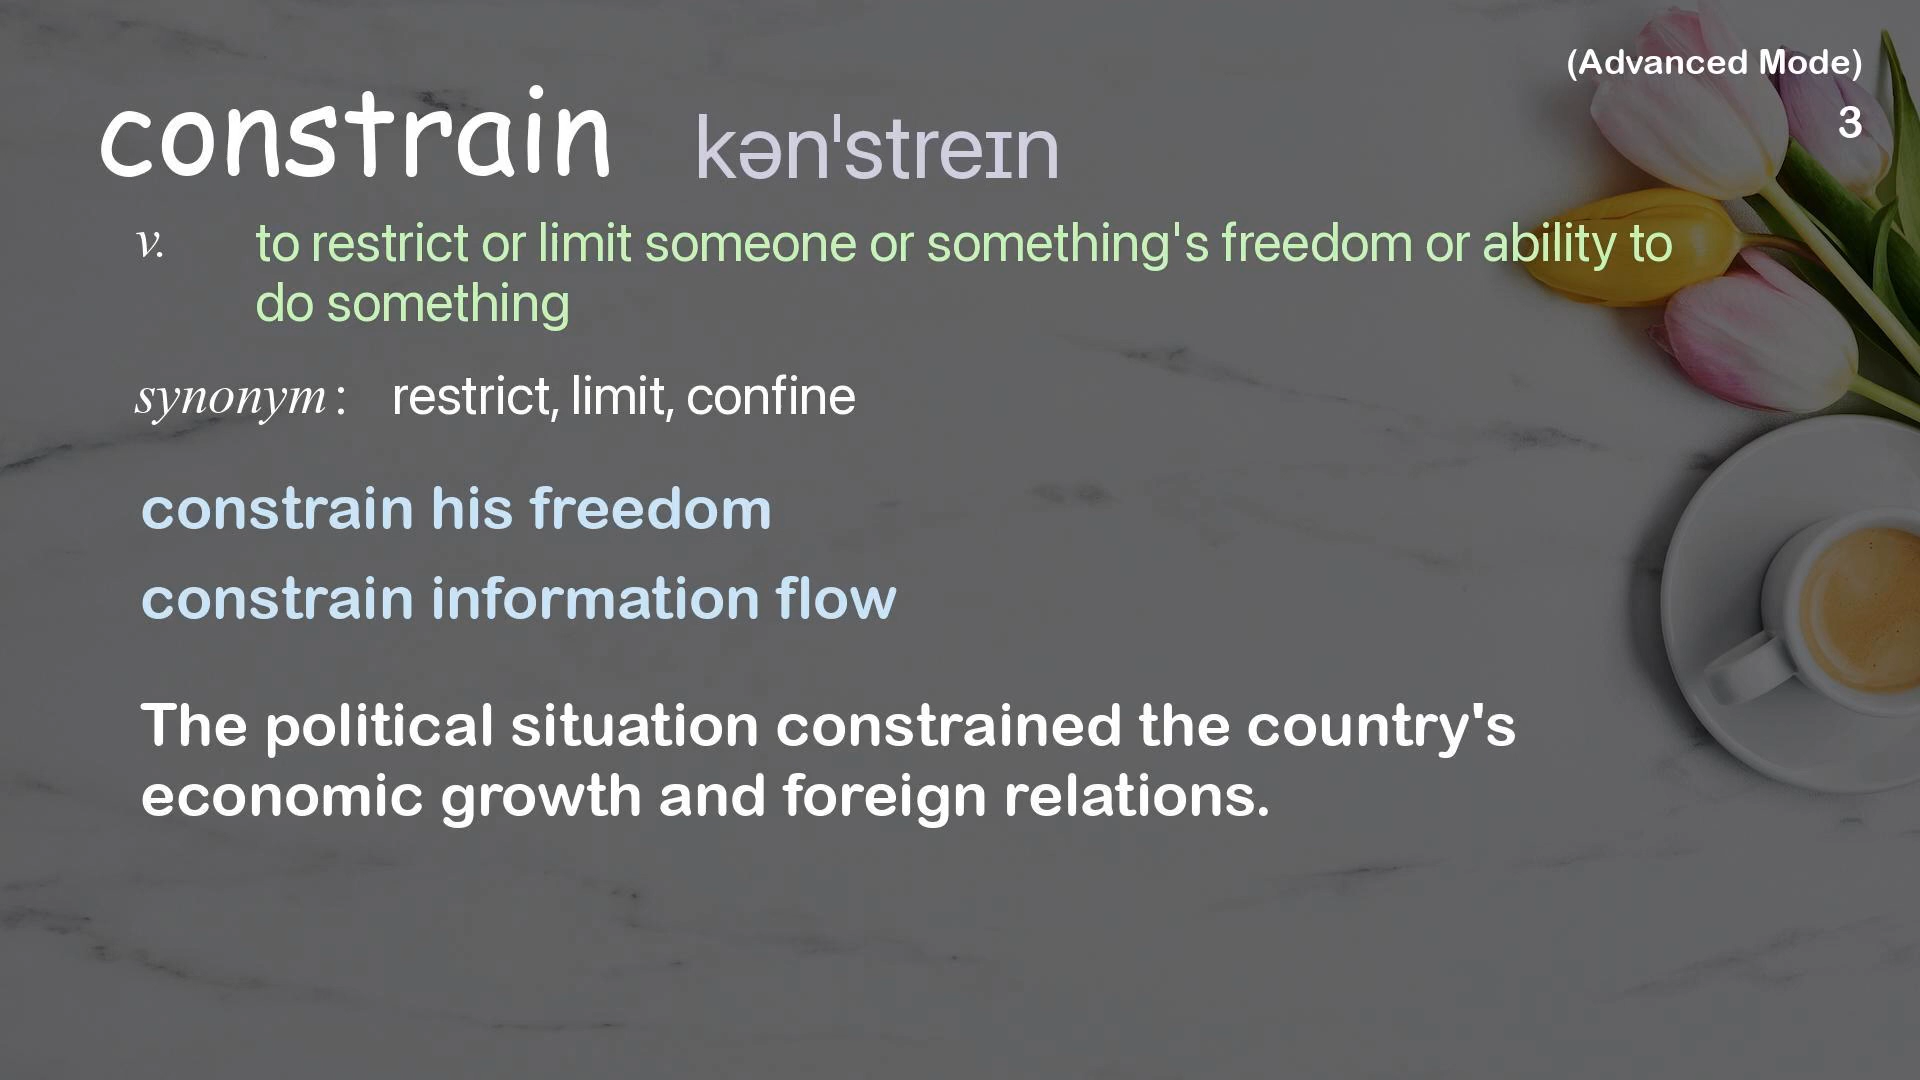 (Advanced Mode)
3
constrain kən'streɪn
v. to restrict or limit someone or something's freedom or ability to
do something
synonym : restrict, limit, confine
constrain his freedom
constrain information flow
The political situation constrained the country's
economic growth and foreign relations.